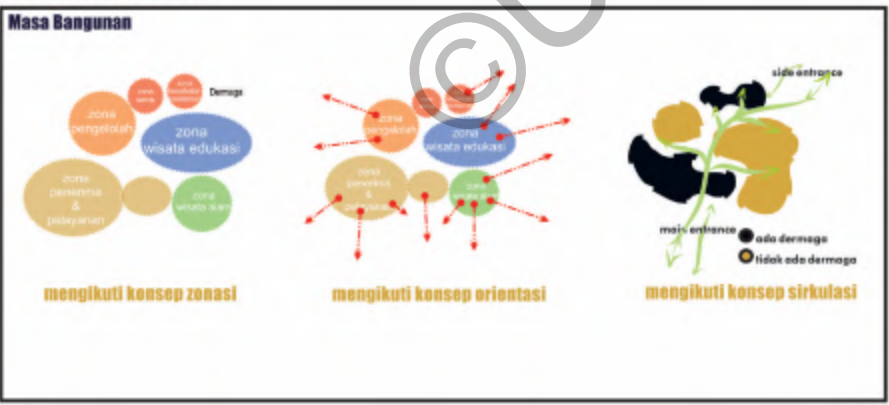 Masa Bangunan
zona
pengelolah
zona
Dermaga
zona
wisata edukasi
zona
penerima
&
pelayanan
zona
wisata alam
mengikuti konsep zonasi
zona
pengelolah
zona
wisata edukasi
zona
penerima
&
pelayanan
zona
mengikuti konsep orientasi
side entrance
main entrance
ada dermaga
tidak ada dermaga
mengikuti konsep sirkulasi
©